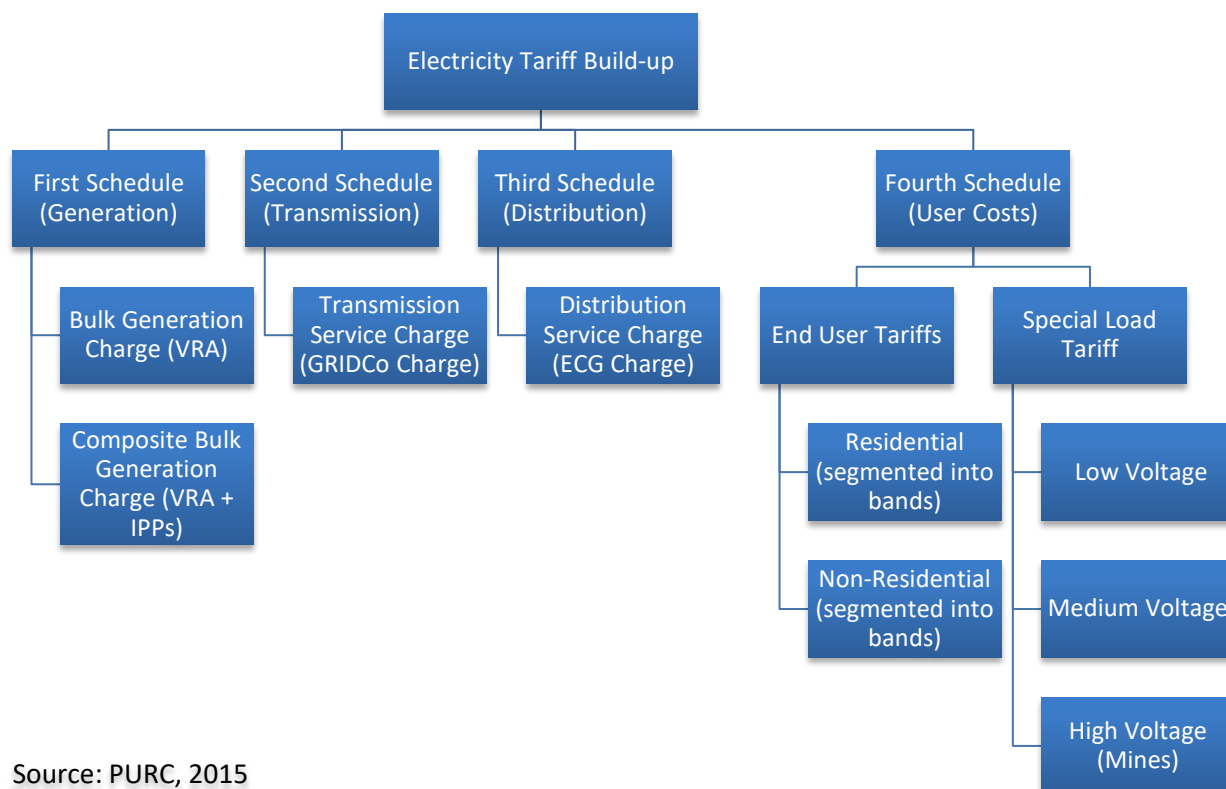 Electricity Tariff Build-up
First Schedule
(Generation)
Second Schedule
(Transmission)
Third Schedule
(Distribution)
Fourth Schedule
(User Costs)
Bulk Generation
Charge (VRA)
Transmission
Service Charge
(GRIDCo Charge)
Distribution
Service Charge
(ECG Charge)
End User Tariffs
Special Load
Tariff
Composite Bulk
Generation
Charge (VRA +
IPPs)
Residential
(segmented into
bands)
Low Voltage
Non-Residential
(segmented into
bands)
Medium Voltage
High Voltage
(Mines)
Source: PURC, 2015